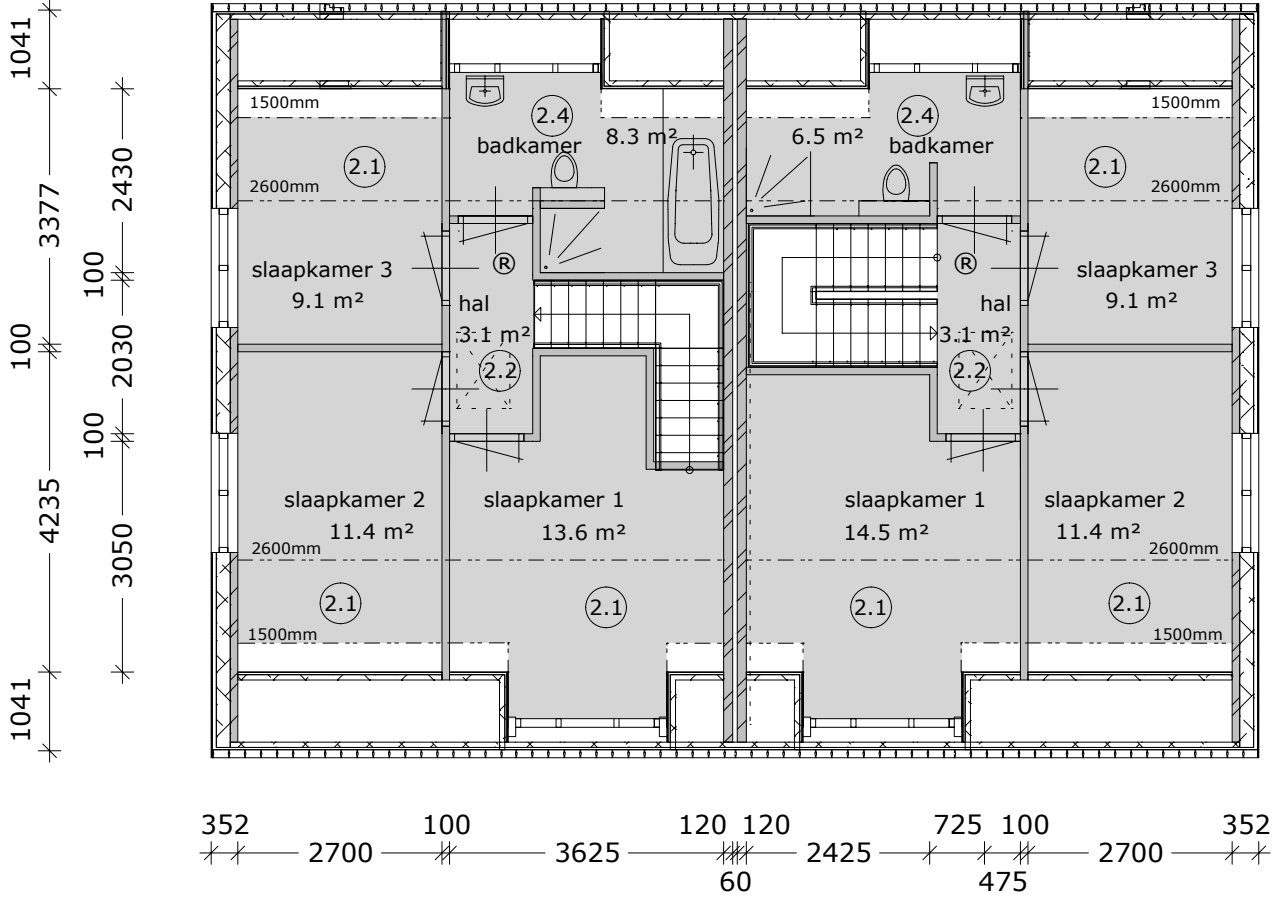 1041
3377
100
4235
1041
2430
100
2030
100
3050
1500mm
2.4
badkamer
8.3 m²
6.5 m²
2.4
badkamer
1500mm
2.1
2600mm
2.1
2600mm
slaapkamer 3
9.1 m²
®
hal
3.1 m²
2.2
®
hal
3.1 m²
2.2
slaapkamer 3
9.1 m²
slaapkamer 2
11.4 m²
slaapkamer 1
13.6 m²
slaapkamer 1
14.5 m²
slaapkamer 2
11.4 m²
2600mm
2600mm
2.1
2.1
2.1
2.1
1500mm
1500mm
352 100 120 120 725 100 352
2700 3625 2425 2700
60 475